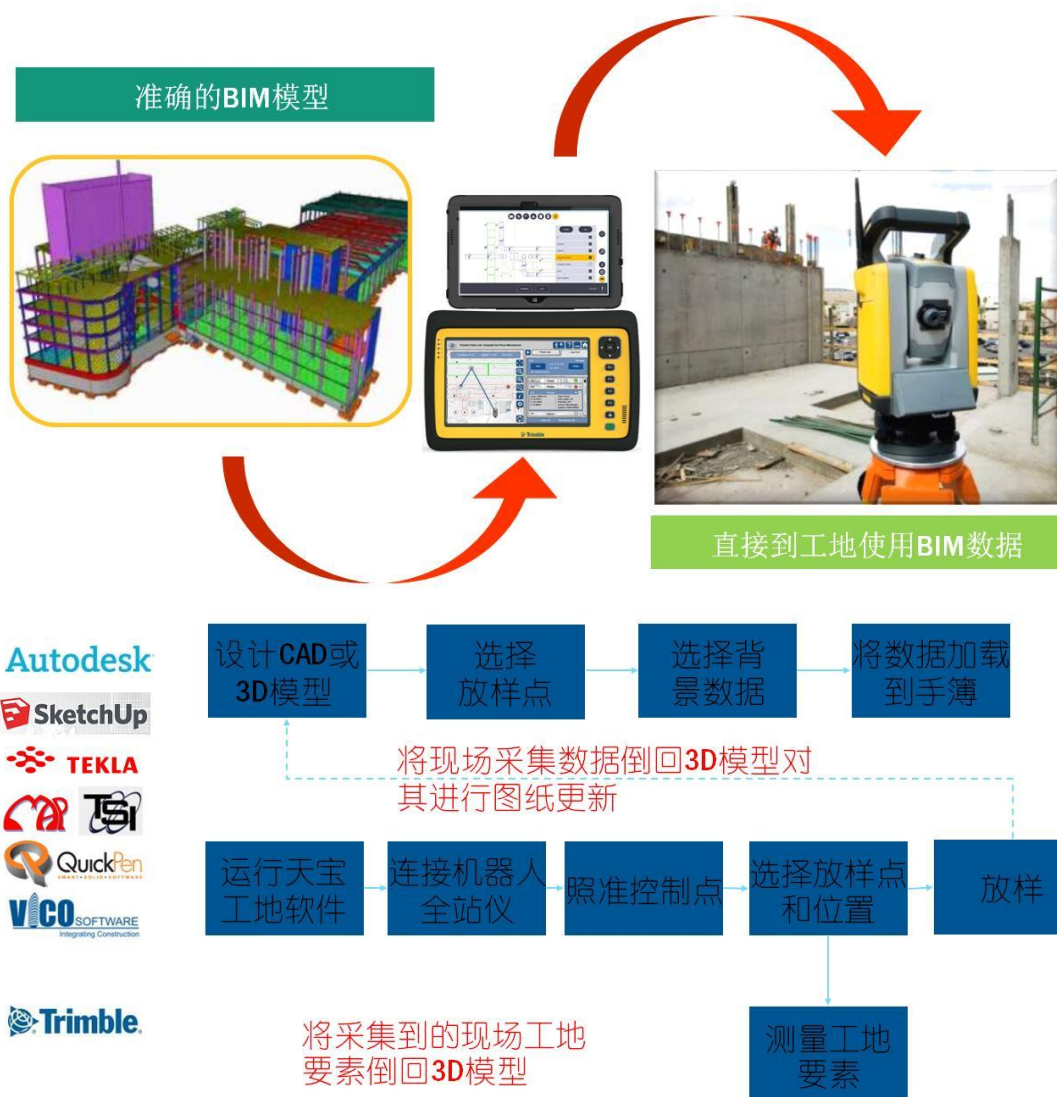 准确的BIM模型
Trimble
直接到工地使用BIM数据
Autodesk
设计CAD或
3D模型
选择
放样点
选择背
景数据
将数据加载
到手簿
SketchUp
TEKLA
将现场采集数据倒回3D模型对
其进行图纸更新
MAP
TSI
QuickPen
SMART•SOLID•SOFTWARE
运行天宝
工地软件
连接机器人
全站仪
照准控制点
选择放样点
和位置
放样
VICO SOFTWARE
Integrating Construction
Trimble
将采集到的现场工地
要素倒回3D模型
测量工地
要素